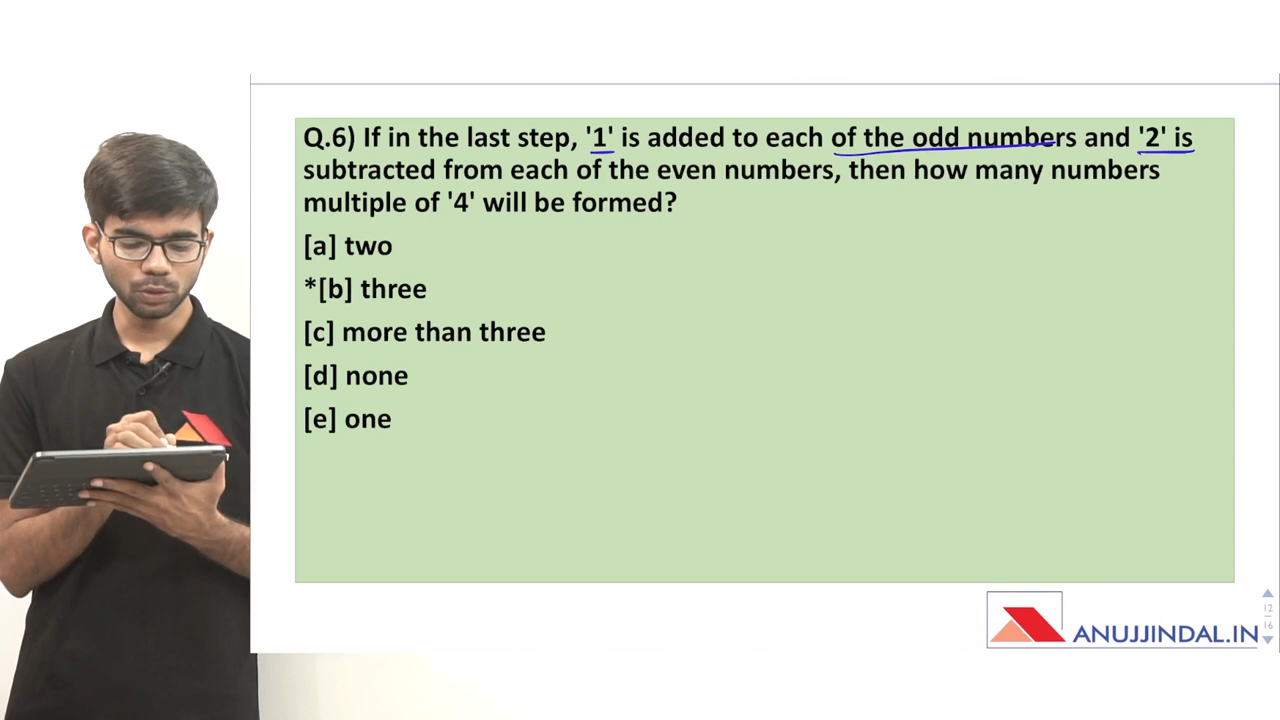 Q.6) If in the last step, '1' is added to each of the odd numbers and '2' is
subtracted from each of the even numbers, then how many numbers
multiple of '4' will be formed?
[a] two
*[b] three
[c] more than three
[d] none
[e] one
ANUJJINDAL.IN
12
16